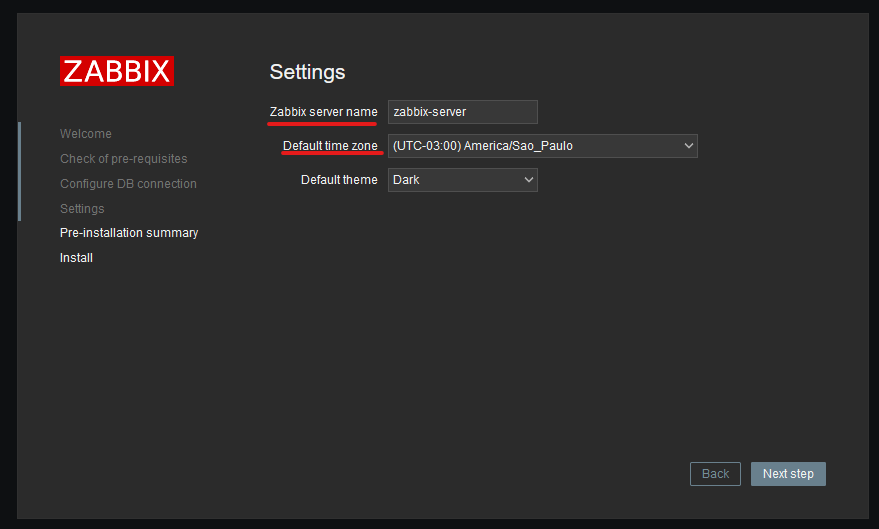 ZABBIX
Welcome
Check of pre-requisites
Configure DB connection
Settings
Pre-installation summary
Install
Settings
Zabbix server name zabbix-server
Default time zone (UTC-03:00) America/Sao_Paulo
Default theme Dark
Back Next step